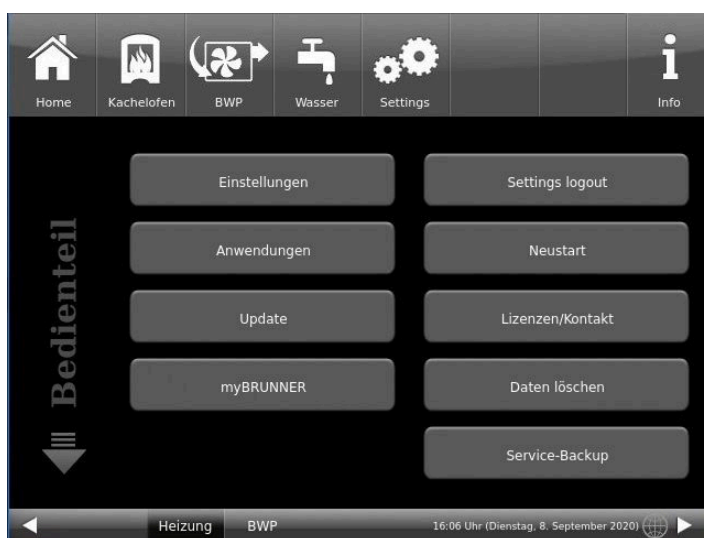 Home Kachelofen BWP Wasser Settings Info
Bedienteil
Einstellungen Settings logout
Anwendungen Neustart
Update Lizenzen/Kontakt
myBRUNNER Daten löschen
Service-Backup
Heizung BWP 16:06 Uhr (Dienstag, 8. September 2020)